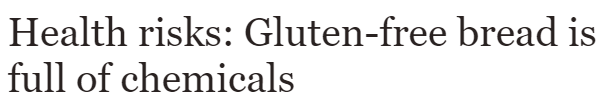 Health risks: Gluten-free bread is
full of chemicals